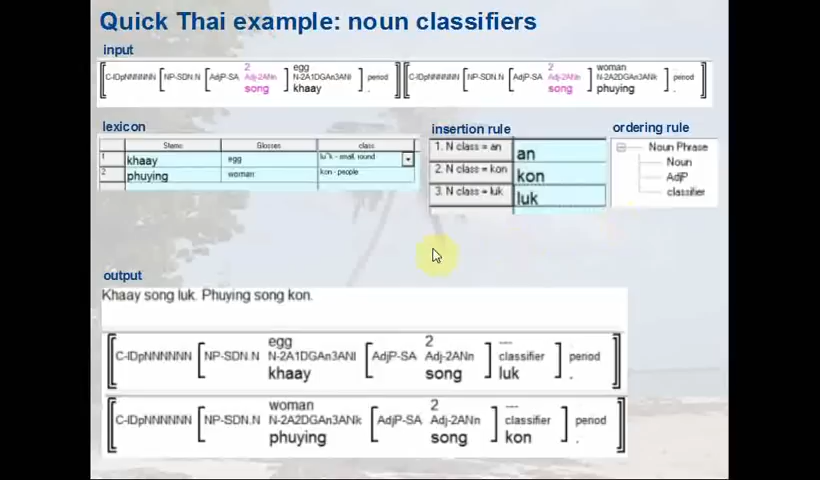 Quick Thai example: noun classifiers
input
2 egg 2 woman
C-IDpNNNNNN NP-SDN.N AdjP-SA Adj-2ANn N-2A1DGAn3ANl period C-IDpNNNNNN NP-SDN.N AdjP-SA Adj-2ANn N-2A2DGAn3ANk period
song khaay . song phuying .
lexicon insertion rule ordering rule
Stems Glosses class
1 khaay egg luˆk - small, round
2 phuying woman kon - people
1. N class = an an
2. N class = kon kon
3. N class = luk luk
Noun Phrase
Noun
AdjP
classifier
output
Khaay song luk. Phuying song kon.
egg 2 ---
C-IDpNNNNNN NP-SDN.N N-2A1DGAn3ANl AdjP-SA Adj-2ANn classifier period
khaay song luk .
woman 2 ---
C-IDpNNNNNN NP-SDN.N N-2A2DGAn3ANk AdjP-SA Adj-2ANn classifier period
phuying song kon .